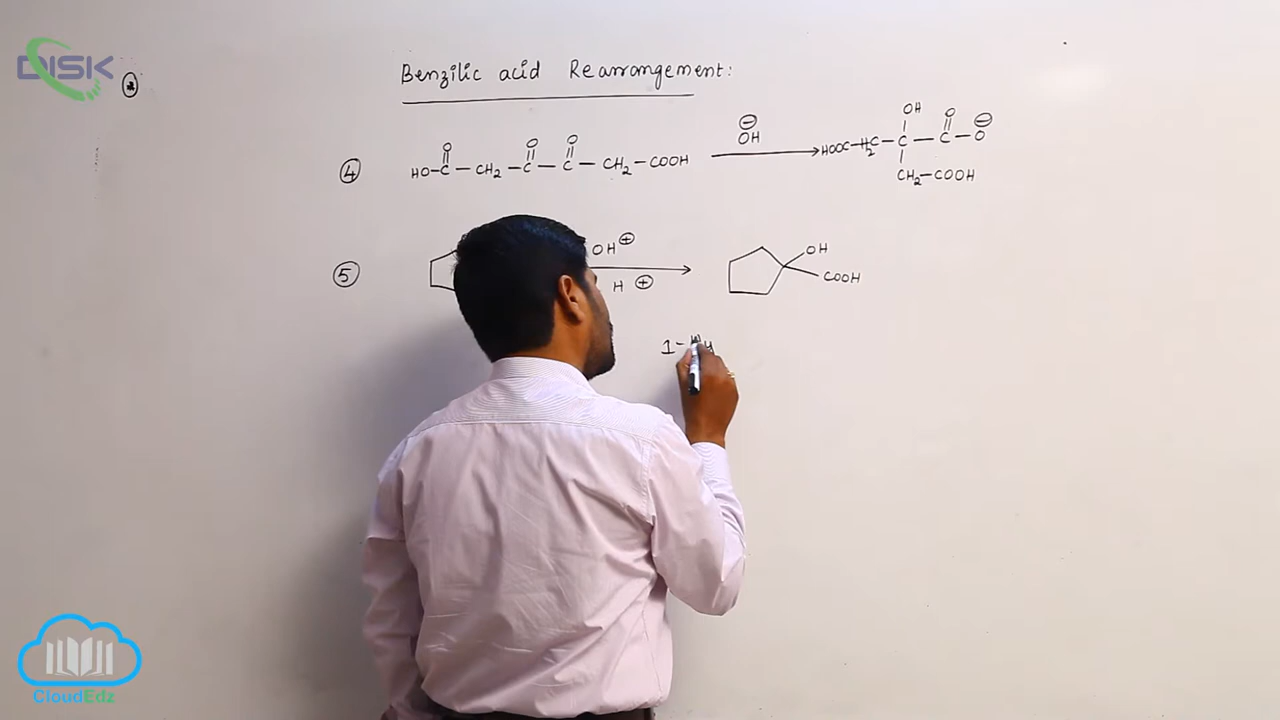 DISK
Benzilic acid Rearrangement:
④ HO-C-CH2-C-C-CH2-COOH
O O O
⊖
OH
HOOC-H2C-C-C-O
OH O ⊖
CH2-COOH
⑤
OH⊕
H⊕
OH
COOH
1-Hy
CloudEdz